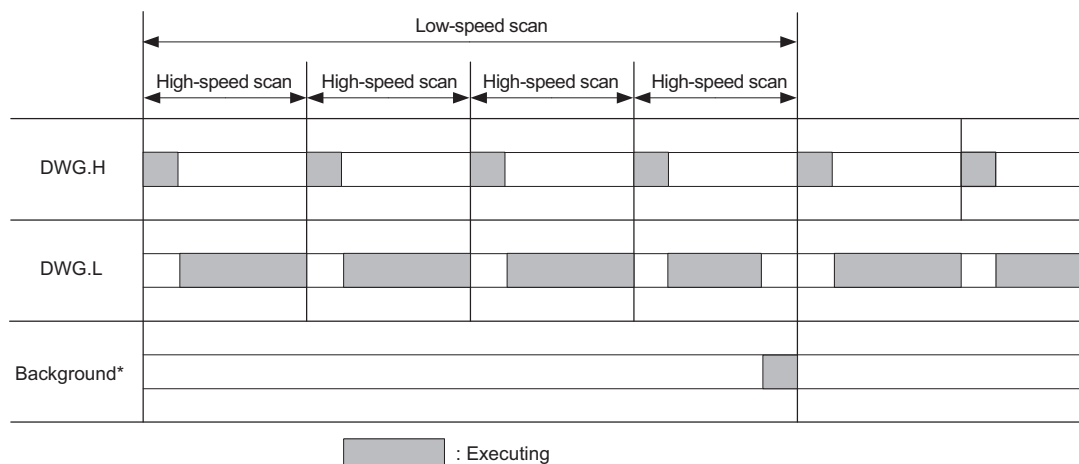 Low-speed scan
High-speed scan High-speed scan High-speed scan High-speed scan
DWG.H
DWG.L
Background*
: Executing